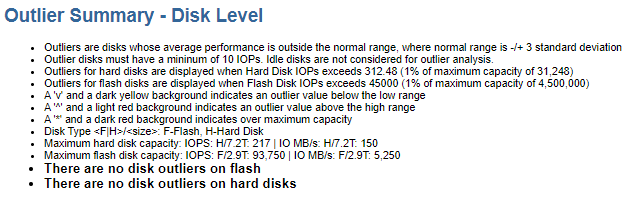 Outlier Summary - Disk Level
Outliers are disks whose average performance is outside the normal range, where normal range is -/+ 3 standard deviation
Outlier disks must have a mininum of 10 IOPs. Idle disks are not considered for outlier analysis.
Outliers for hard disks are displayed when Hard Disk IOPs exceeds 312.48 (1% of maximum capacity of 31,248)
Outliers for flash disks are displayed when Flash Disk IOPs exceeds 45000 (1% of maximum capacity of 4,500,000)
A 'v' and a dark yellow background indicates an outlier value below the low range
A '^' and a light red background indicates an outlier value above the high range
A '*' and a dark red background indicates over maximum capacity
Disk Type <F|H>/<size>: F-Flash, H-Hard Disk
Maximum hard disk capacity: IOPS: H/7.2T: 217 | IO MB/s: H/7.2T: 150
Maximum flash disk capacity: IOPS: F/2.9T: 93,750 | IO MB/s: F/2.9T: 5,250
There are no disk outliers on flash
There are no disk outliers on hard disks